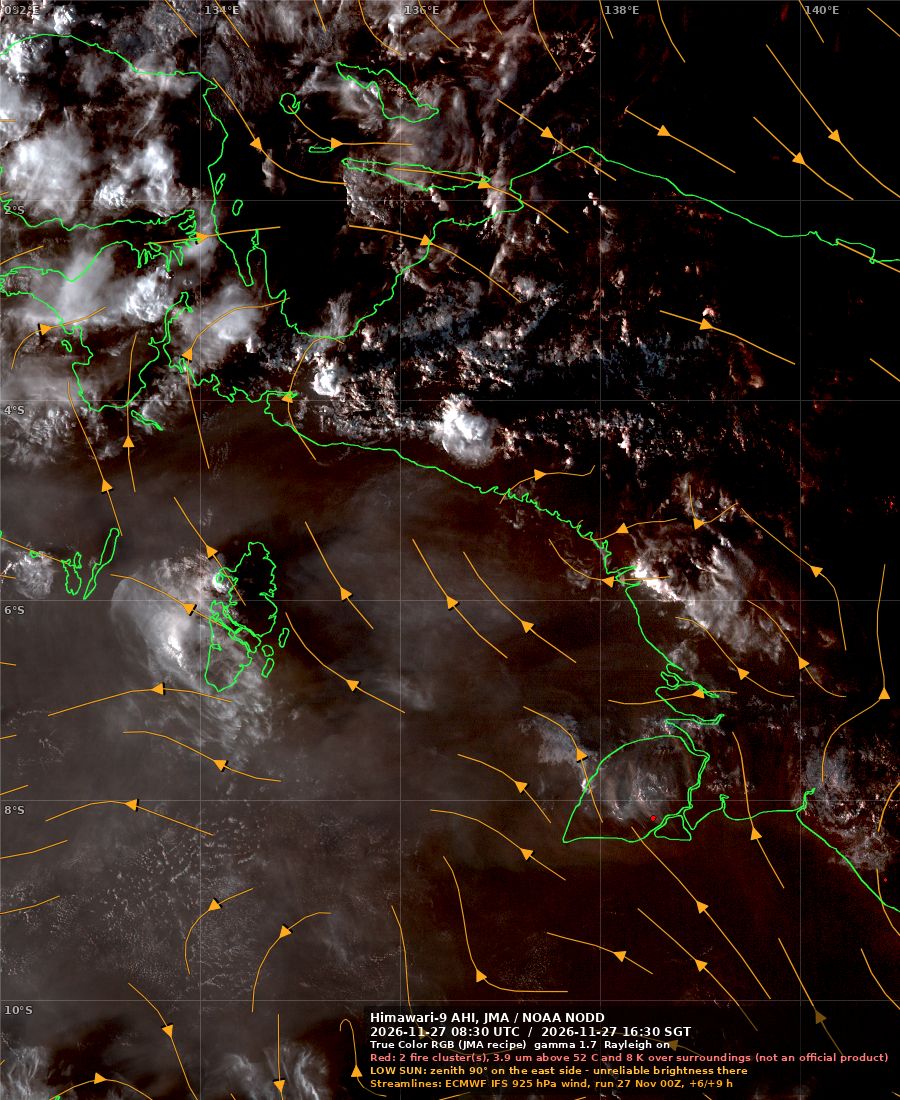 134°E
136°E
138°E
140°E
2°S
4°S
6°S
8°S
10°S
Himawari-9 AHI, JMA / NOAA NODD
2026-11-27 08:30 UTC / 2026-11-27 16:30 SGT
True Color RGB (JMA recipe) gamma 1.7 Rayleigh on
Red: 2 fire cluster(s), 3.9 um above 52 C and 8 K over surroundings (not an official product)
LOW SUN: zenith 90° on the east side - unreliable brightness there
Streamlines: ECMWF IFS 925 hPa wind, run 27 Nov 00Z, +6/+9 h